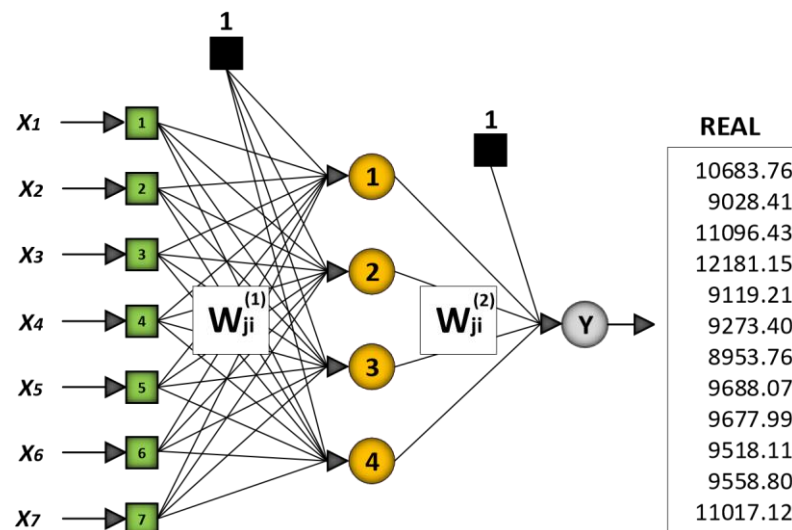 1
X1
1
X2
2
X3
3
X4
4
X5
5
X6
6
X7
7
Wji(1)
1
2
3
4
1
Wji(2)
Y
REAL
10683.76
9028.41
11096.43
12181.15
9119.21
9273.40
8953.76
9688.07
9677.99
9518.11
9558.80
11017.12